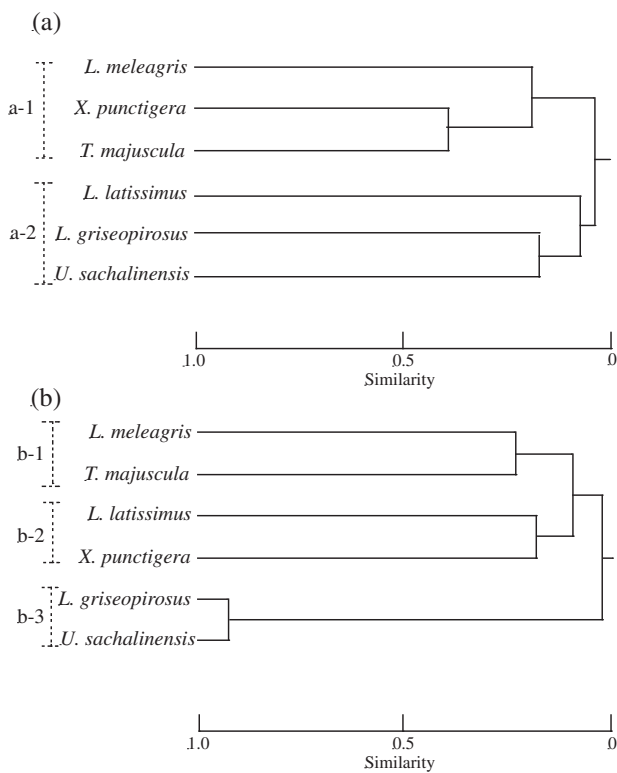 (a)
L. meleagris
a-1
X. punctigera
T. majuscula
L. latissimus
a-2
L. griseopirosus
U. sachalinensis
1.0 0.5 0
Similarity
(b)
L. meleagris
b-1
T. majuscula
L. latissimus
b-2
X. punctigera
L. griseopirosus
b-3
U. sachalinensis
1.0 0.5 0
Similarity